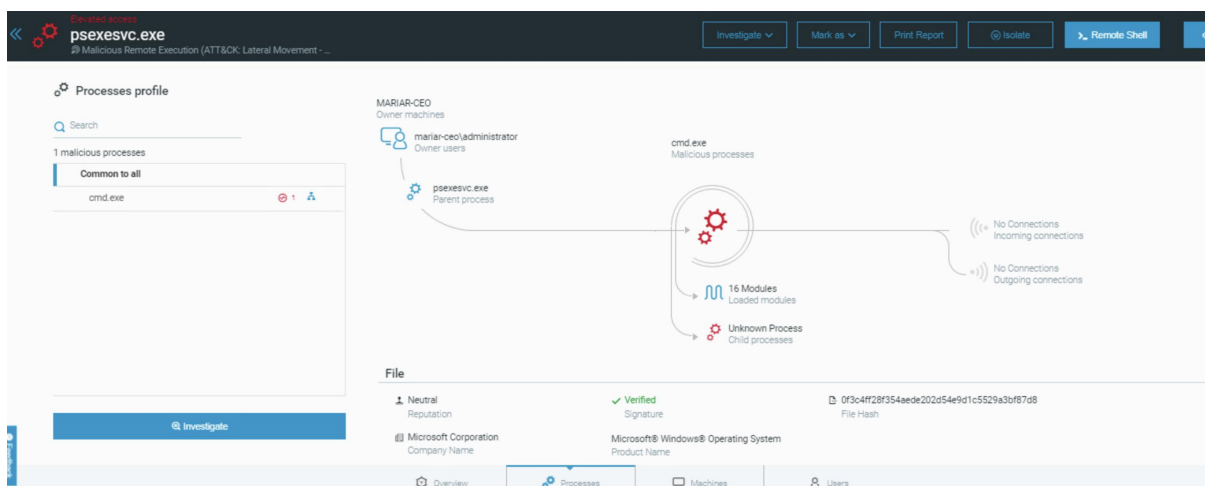 Elevated access
psexesvc.exe
Malicious Remote Execution (ATT&CK: Lateral Movement - ...
Investigate
Mark as
Print Report
Isolate
>_ Remote Shell
Processes profile
Search
1 malicious processes
Common to all
cmd.exe
1
Investigate
MARIAR-CEO
Owner machines
mariar-ceo\administrator
Owner users
psexesvc.exe
Parent process
cmd.exe
Malicious processes
No Connections
Incoming connections
No Connections
Outgoing connections
16 Modules
Loaded modules
Unknown Process
Child processes
File
Neutral
Reputation
Verified
Signature
0f3c4ff28f354aede202d54e9d1c5529a3bf87d8
File Hash
Microsoft Corporation
Company Name
Microsoft® Windows® Operating System
Product Name
Feedback
Overview
Processes
Machines
Users